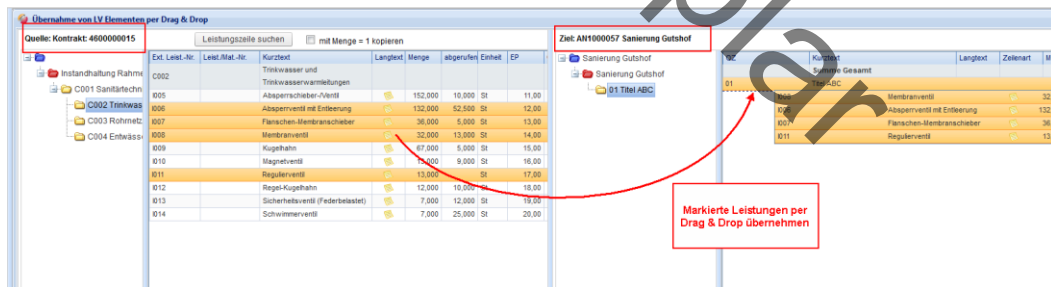 Übernahme von LV Elementen per Drag & Drop
Quelle: Kontrakt: 4600000015
Leistungszeile suchen
mit Menge = 1 kopieren
Instandhaltung Rahme
C001 Sanitärtechn
C002 Trinkwas
C003 Rohrnetz
C004 Entwäss
Ext. Leist.-Nr. Leist./Mat.-Nr. Kurztext Langtext Menge abgerufen Einheit EP
C002 Trinkwasser und
Trinkwasserwarmleitungen
I005 Absperrschieber-/Ventil 152,000 10,000 St 11,00
I006 Absperrventil mit Entleerung 132,000 52,500 St 12,00
I007 Flanschen-Membranschieber 36,000 5,000 St 13,00
I008 Membranventil 32,000 13,000 St 14,00
I009 Kugelhahn 67,000 5,000 St 15,00
I010 Magnetventil 13,000 9,000 St 16,00
I011 Regulierventil 13,000 St 17,00
I012 Regel-Kugelhahn 12,000 10,000 St 18,00
I013 Sicherheitsventil (Federbelastet) 7,000 12,000 St 19,00
I014 Schwimmerventil 7,000 25,000 St 20,00
Ziel: AN1000057 Sanierung Gutshof
Sanierung Gutshof
Sanierung Gutshof
01 Titel ABC
OZ Kurztext Langtext Zeilenart M
Summe Gesamt
01 Titel ABC
I008 Membranventil 32
I006 Absperrventil mit Entleerung 132
I007 Flanschen-Membranschieber 36
I011 Regulierventil 13
Markierte Leistungen per
Drag & Drop übernehmen